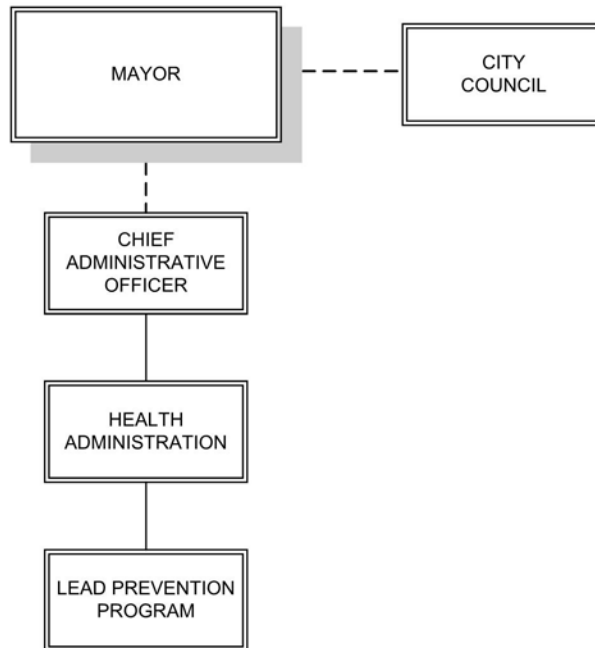 MAYOR
CITY
COUNCIL
CHIEF
ADMINISTRATIVE
OFFICER
HEALTH
ADMINISTRATION
LEAD PREVENTION
PROGRAM